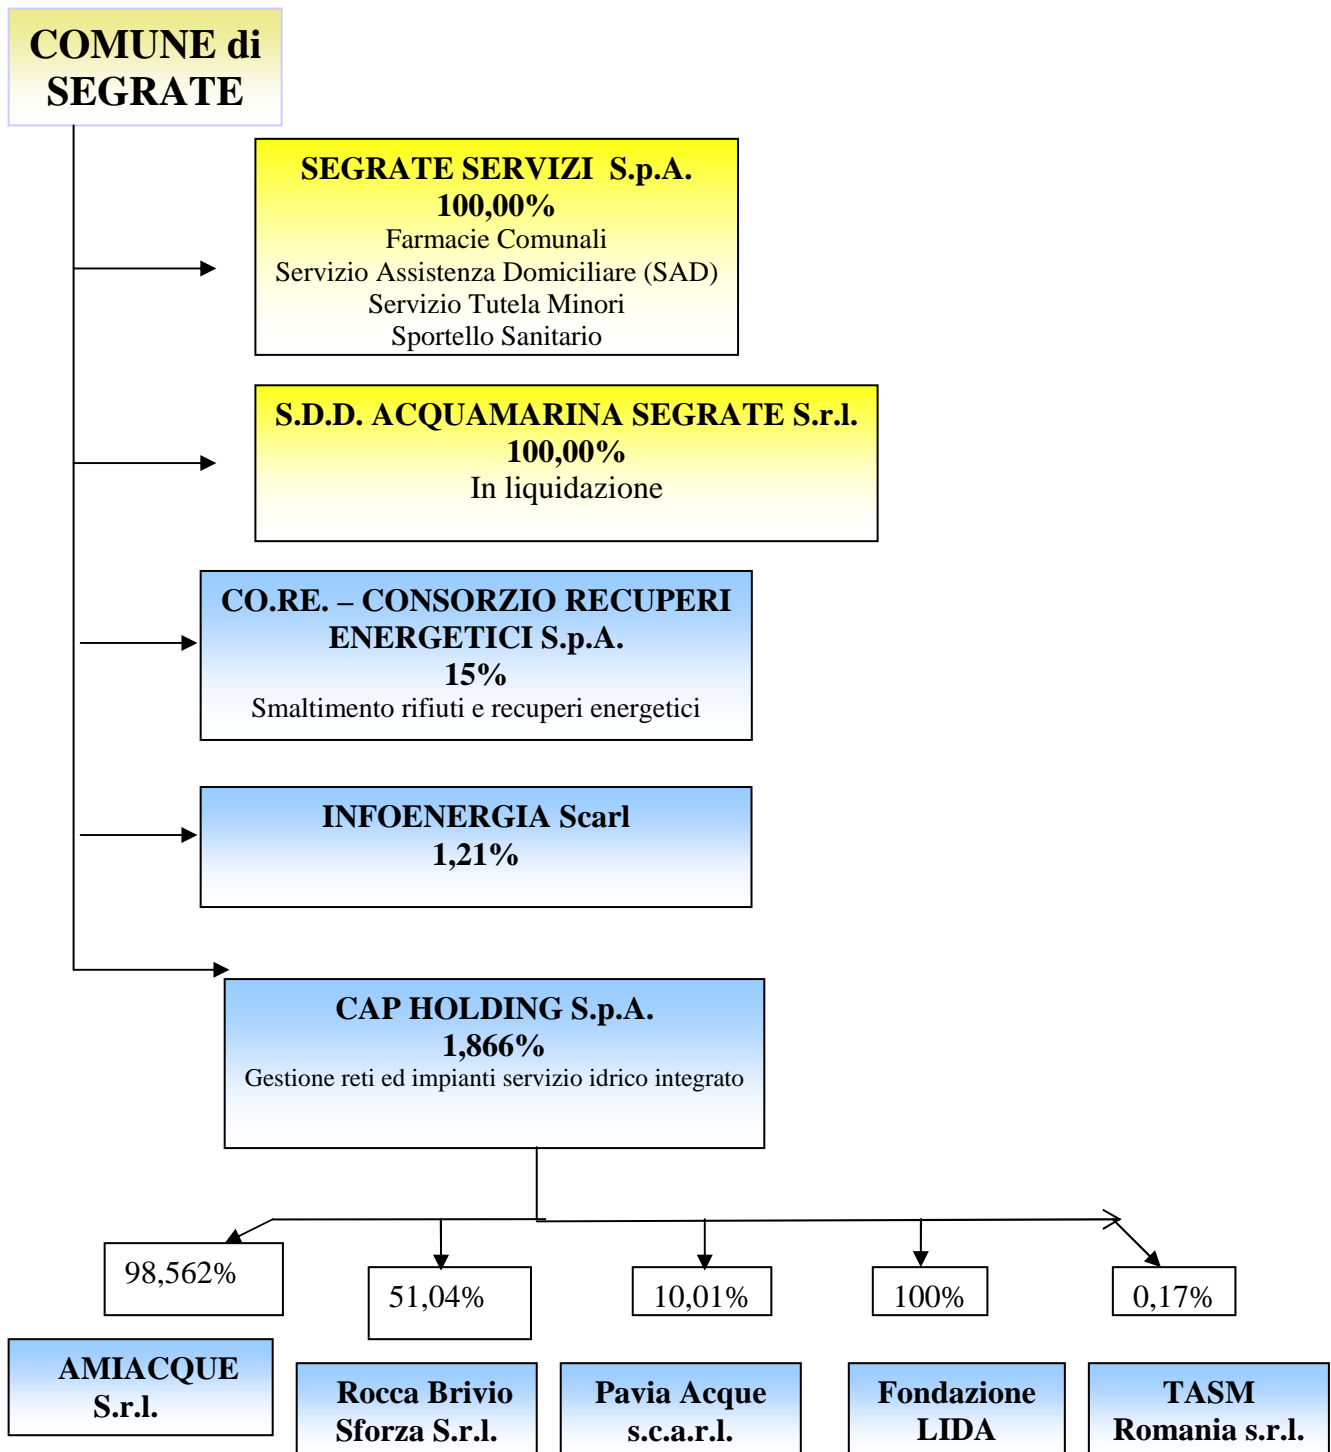 COMUNE di
SEGRATE
SEGRATE SERVIZI S.p.A.
100,00%
Farmacie Comunali
Servizio Assistenza Domiciliare (SAD)
Servizio Tutela Minori
Sportello Sanitario
S.D.D. ACQUAMARINA SEGRATE S.r.l.
100,00%
In liquidazione
CO.RE. – CONSORZIO RECUPERI
ENERGETICI S.p.A.
15%
Smaltimento rifiuti e recuperi energetici
INFOENERGIA Scarl
1,21%
CAP HOLDING S.p.A.
1,866%
Gestione reti ed impianti servizio idrico integrato
98,562%
51,04%
10,01%
100%
0,17%
AMIACQUE
S.r.l.
Rocca Brivio
Sforza S.r.l.
Pavia Acque
s.c.a.r.l.
Fondazione
LIDA
TASM
Romania s.r.l.